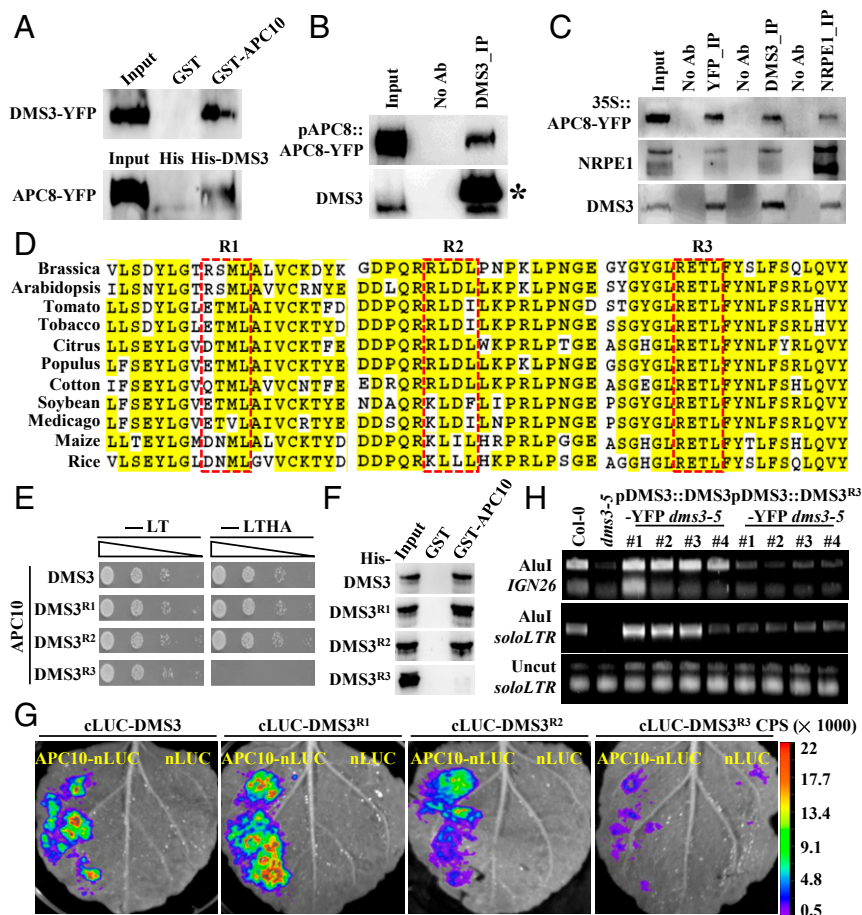 A
Input GST GST-APC10
DMS3-YFP
Input His His-DMS3
APC8-YFP
B
Input No Ab DMS3_IP
pAPC8::
APC8-YFP
DMS3
*
C
Input No Ab YFP_IP No Ab DMS3_IP No Ab NRPE1_IP
35S::
APC8-YFP
NRPE1
DMS3
D
R1 R2 R3
Brassica VLSDYLGTRSMLALVCKDYK GDPQRRLDLPNPKLPNGE GYGYGLRETLFYSLFSQLQVY
Arabidopsis ILSNYLGTRSMLAVVCRNYE DDLQRRLDLLKPRLPNGE SYGYGLRETLFYNLFSRLQVY
Tomato LLSDYLGLETMLAIVCKTFD DDPQRRLDILKPRLPNGD STGYGLRETLFYNLFSRLHVY
Tobacco LLSDYLGLETMLAIVCKTYD DDPQRRLDILKPRLPNGE SSGYGLRETLFYNLFSRLHVY
Citrus LLSEYLGVDTMLAIVCKTFE DDPQRRLDLWKPRLPTGE ASGHGLRETLFYNLFYRLQVY
Populus LFSEYLGVETMLAIVCKTYE DDPQRRLDLLKPKLPNGE SSGYGLRETLFYNLFSRLQVY
Cotton IFSEYLGVQTMLAVVCNTFE EDRQRRLDLLKPRLPNGE ASGEGLRETLFYNLFSHLQVY
Soybean LFSEYLGVETMLAIVCKTYE NDAQRKLDFLIPRLPNGE PSGYGLRETLFYNLFSRLQVY
Medicago LFSEYLGVETVLAIVCRTYE DDSQRKLDILNPRLPNGE PSGYGLRETLFYNLFSRLQVY
Maize LLTEYLGMDNMLALVCKTYD DDPQRKLILHRPRLPGGE ASGHGLRETLFYTLFSHLQVY
Rice VLSEYLGLDNMLGVVCKTYD DDPQRKLLLHKPRLPSGE AGGHGLRETLFYNLFSRLQVY
E
—LT —LTHA
APC10
DMS3
DMS3R1
DMS3R2
DMS3R3
F
Input GST GST-APC10
His-
DMS3
DMS3R1
DMS3R2
DMS3R3
H
Col-0 dms3-5 pDMS3::DMS3 pDMS3::DMS3R3
-YFP dms3-5 -YFP dms3-5
#1 #2 #3 #4 #1 #2 #3 #4
AluI
IGN26
AluI
soloLTR
Uncut
soloLTR
G
cLUC-DMS3 cLUC-DMS3R1 cLUC-DMS3R2 cLUC-DMS3R3 CPS (× 1000)
APC10-nLUC nLUC APC10-nLUC nLUC APC10-nLUC nLUC APC10-nLUC nLUC
22
17.7
13.4
9.1
4.8
0.5